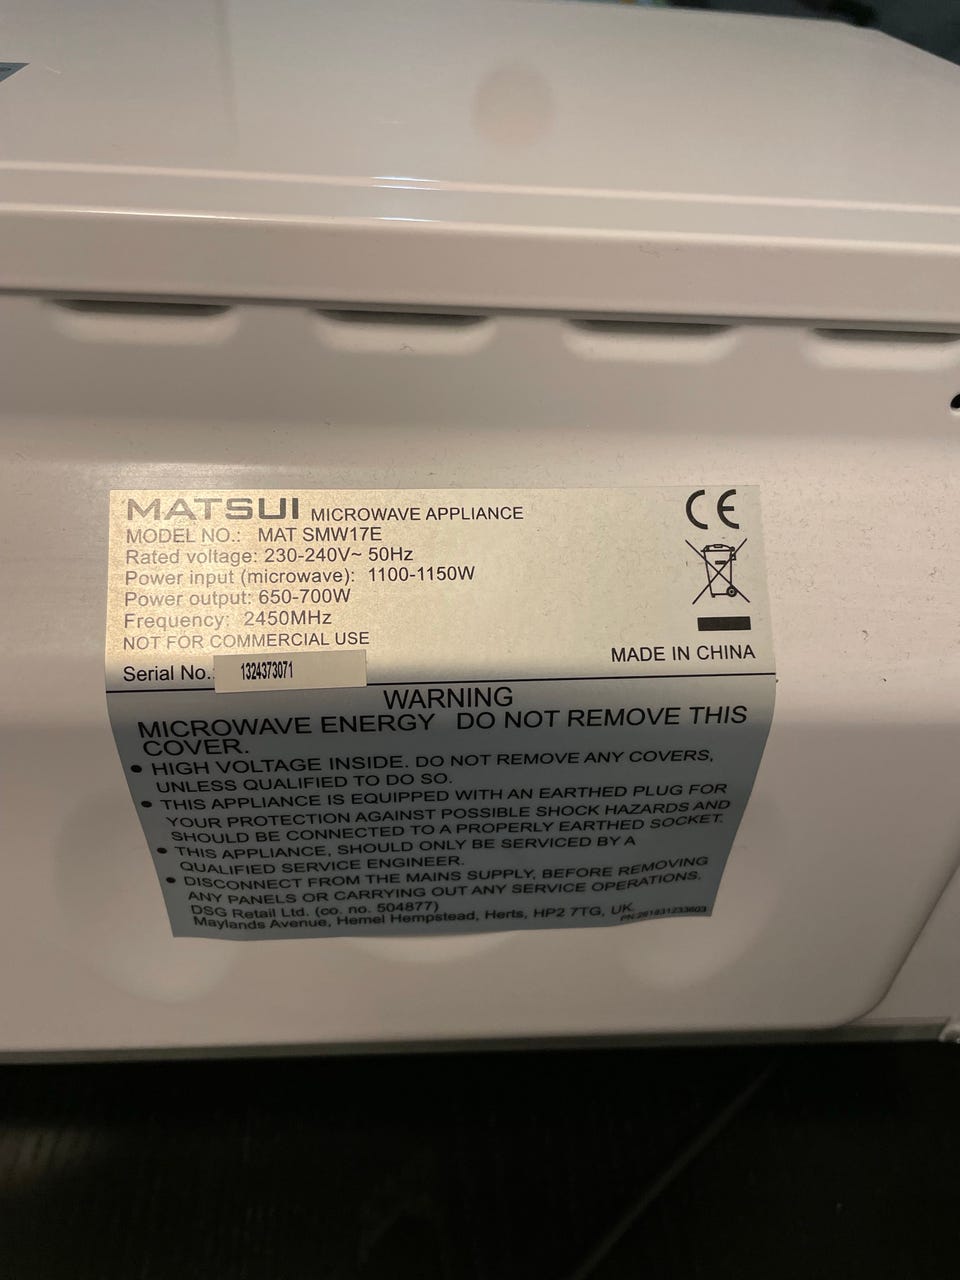 MATSUI MICROWAVE APPLIANCE
MODEL NO.: MAT SMW17E
Rated voltage: 230-240V~ 50Hz
Power input (microwave): 1100-1150W
Power output: 650-700W
Frequency: 2450MHz
NOT FOR COMMERCIAL USE
Serial No.: 1324373071
CE
MADE IN CHINA
WARNING
MICROWAVE ENERGY DO NOT REMOVE THIS
COVER.
• HIGH VOLTAGE INSIDE. DO NOT REMOVE ANY COVERS,
UNLESS QUALIFIED TO DO SO.
• THIS APPLIANCE IS EQUIPPED WITH AN EARTHED PLUG FOR
YOUR PROTECTION AGAINST POSSIBLE SHOCK HAZARDS AND
SHOULD BE CONNECTED TO A PROPERLY EARTHED SOCKET.
• THIS APPLIANCE, SHOULD ONLY BE SERVICED BY A
QUALIFIED SERVICE ENGINEER.
• DISCONNECT FROM THE MAINS SUPPLY, BEFORE REMOVING
ANY PANELS OR CARRYING OUT ANY SERVICE OPERATIONS.
DSG Retail Ltd. (co. no. 504877)
Maylands Avenue, Hemel Hempstead, Herts, HP2 7TG, UK